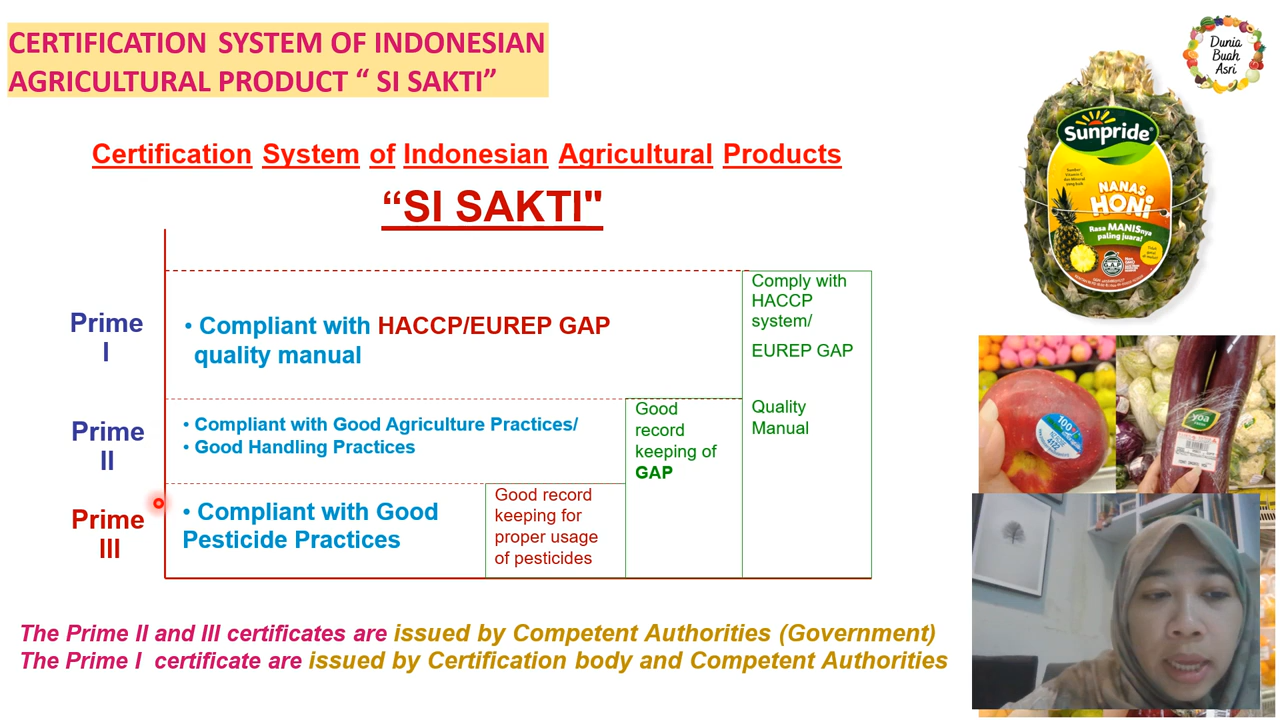 CERTIFICATION SYSTEM OF INDONESIAN
AGRICULTURAL PRODUCT “ SI SAKTI”
Dunia
Buah
Asri
Certification System of Indonesian Agricultural Products
“SI SAKTI"
Prime
I
• Compliant with HACCP/EUREP GAP
quality manual
Comply with
HACCP
system/
EUREP GAP
Quality
Manual
Prime
II
• Compliant with Good Agriculture Practices/
• Good Handling Practices
Good
record
keeping of
GAP
Prime
III
• Compliant with Good
Pesticide Practices
Good record
keeping for
proper usage
of pesticides
The Prime II and III certificates are issued by Competent Authorities (Government)
The Prime I certificate are issued by Certification body and Competent Authorities
Sunpride
NANAS
HONi
Rasa MANISnya
paling juara!
100
yoa